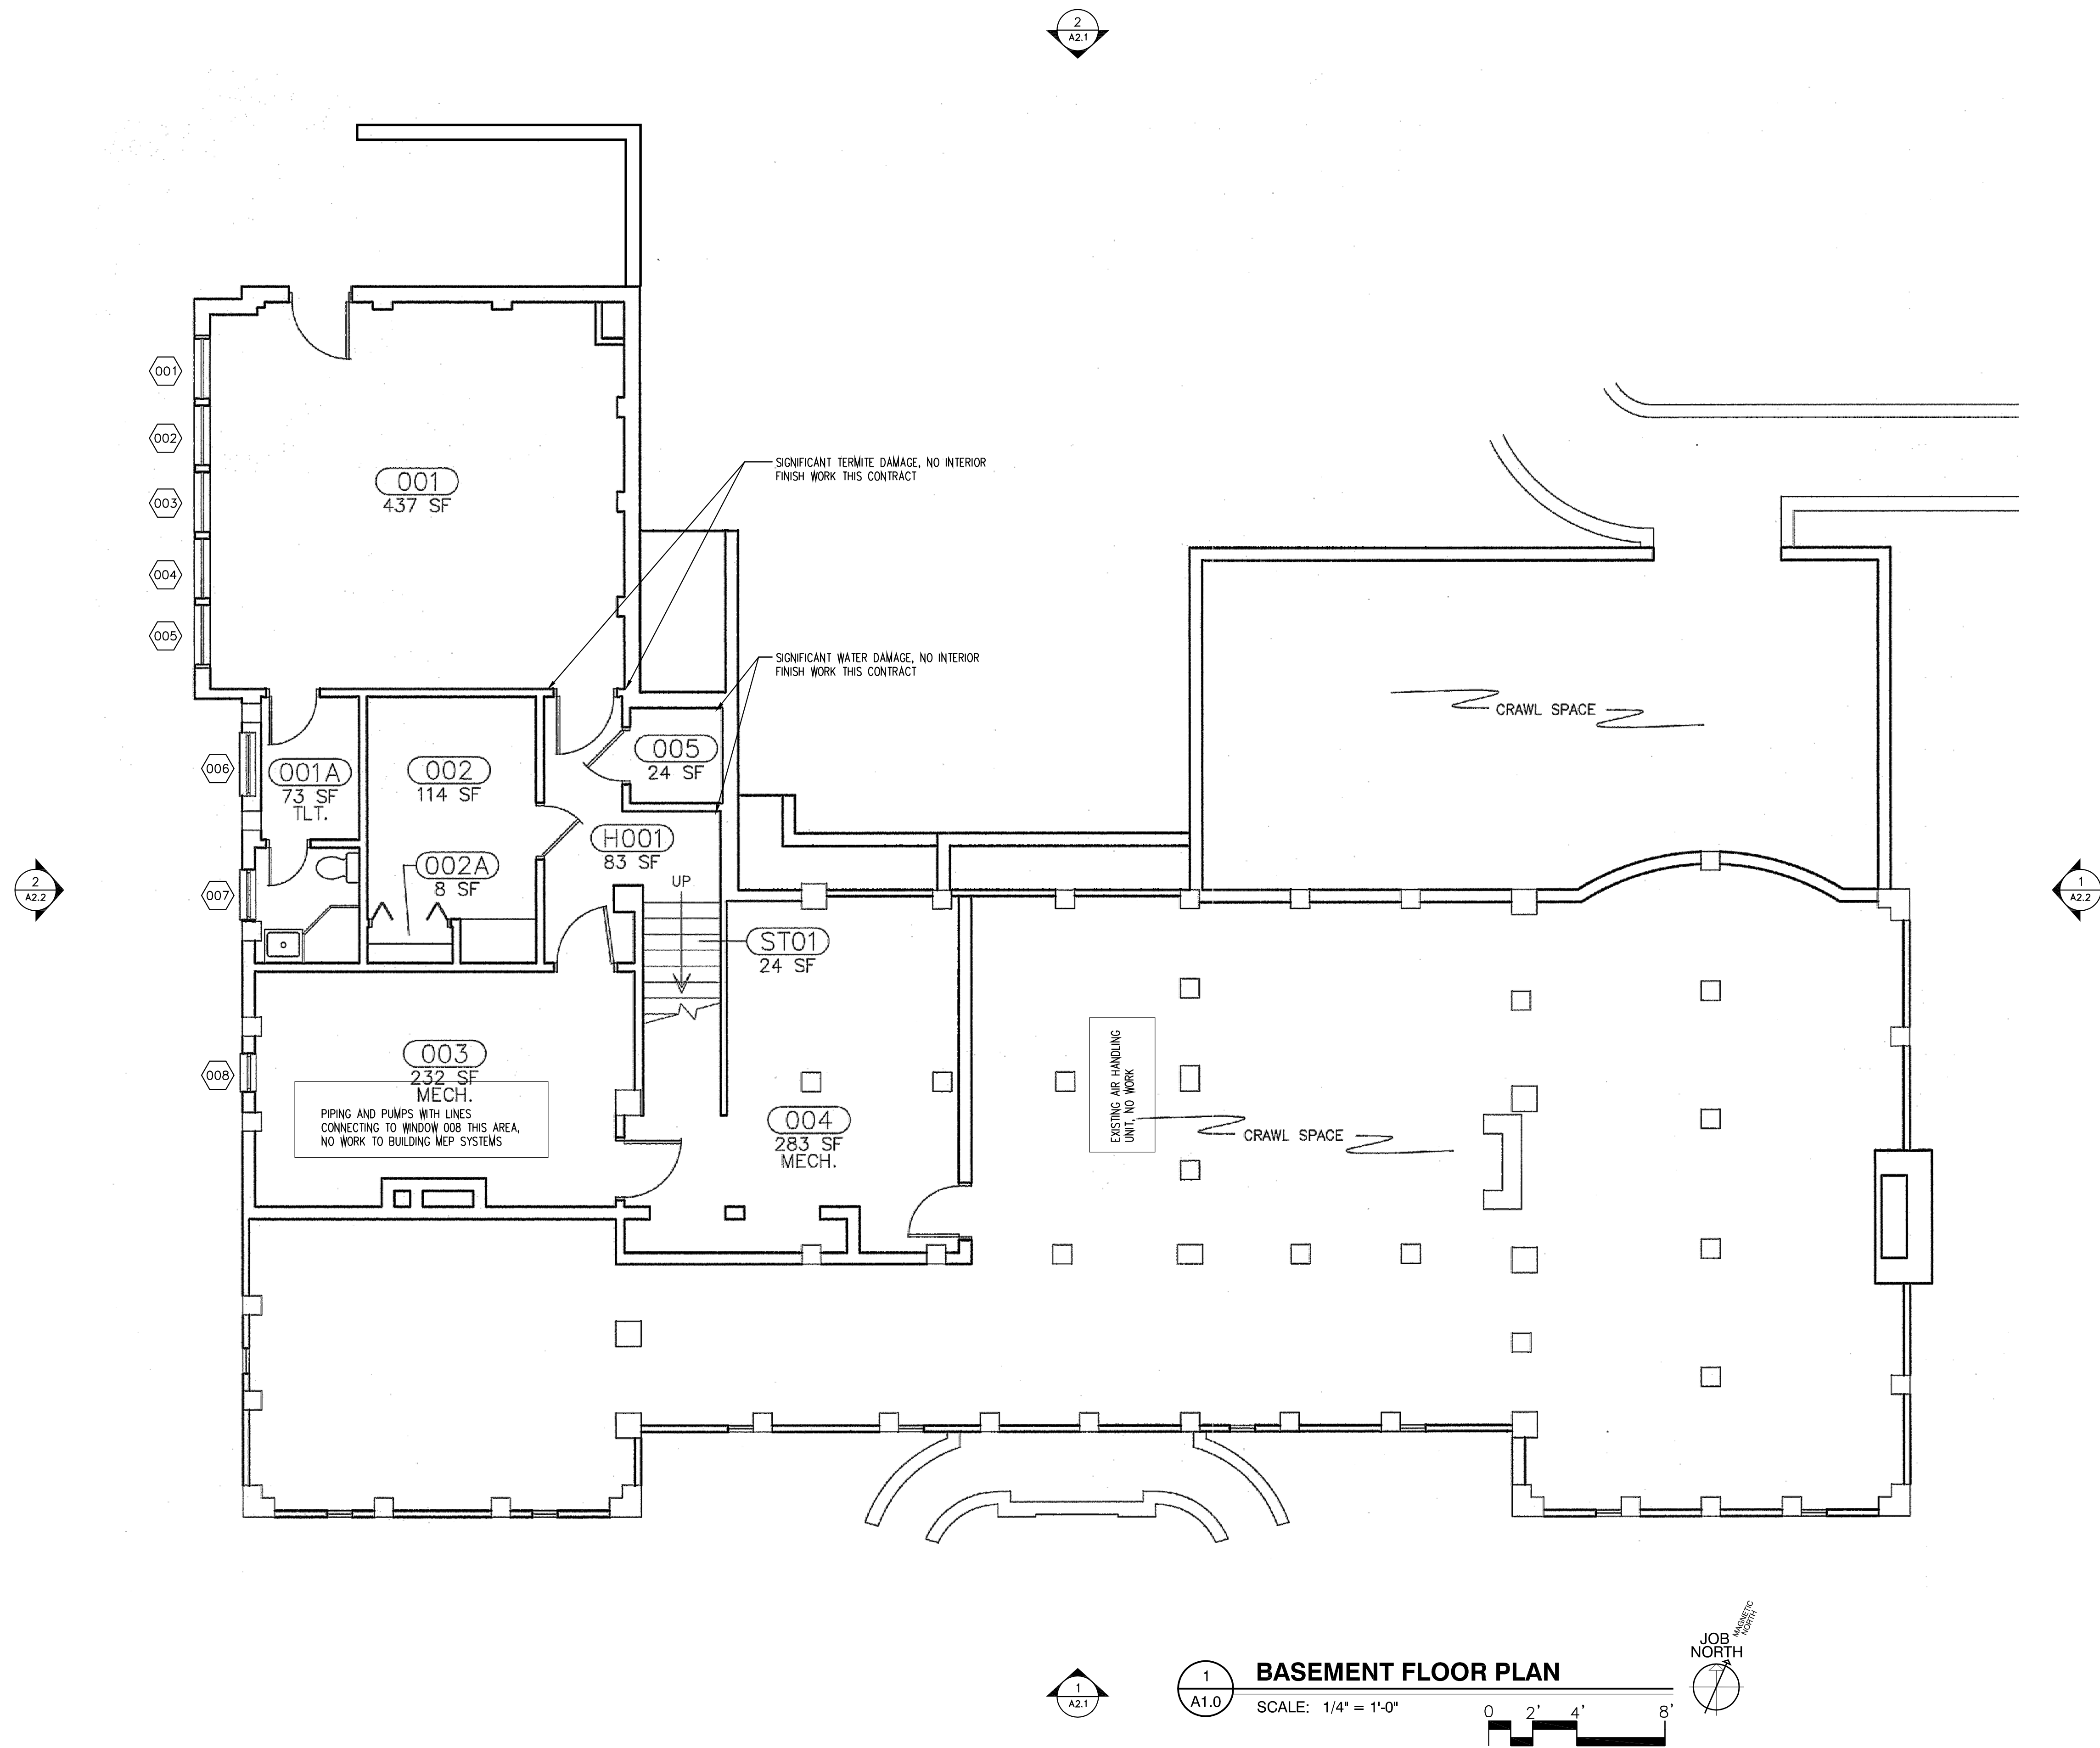 2
A2.1
001
002
003
004
005
001
437 SF
SIGNIFICANT TERMITE DAMAGE, NO INTERIOR
FINISH WORK THIS CONTRACT
SIGNIFICANT WATER DAMAGE, NO INTERIOR
FINISH WORK THIS CONTRACT
CRAWL SPACE
006
001A
73 SF
TLT.
002
114 SF
005
24 SF
H001
83 SF
002A
8 SF
UP
2
A2.2
007
1
A2.2
ST01
24 SF
008
003
232 SF
MECH.
PIPING AND PUMPS WITH LINES
CONNECTING TO WINDOW 008 THIS AREA,
NO WORK TO BUILDING MEP SYSTEMS
004
283 SF
MECH.
EXISTING AIR HANDLING
UNIT, NO WORK
CRAWL SPACE
1
A2.1
1
A1.0
BASEMENT FLOOR PLAN
SCALE: 1/4" = 1'-0"
JOB
NORTH
MAGNETIC
NORTH
0 2' 4' 8'